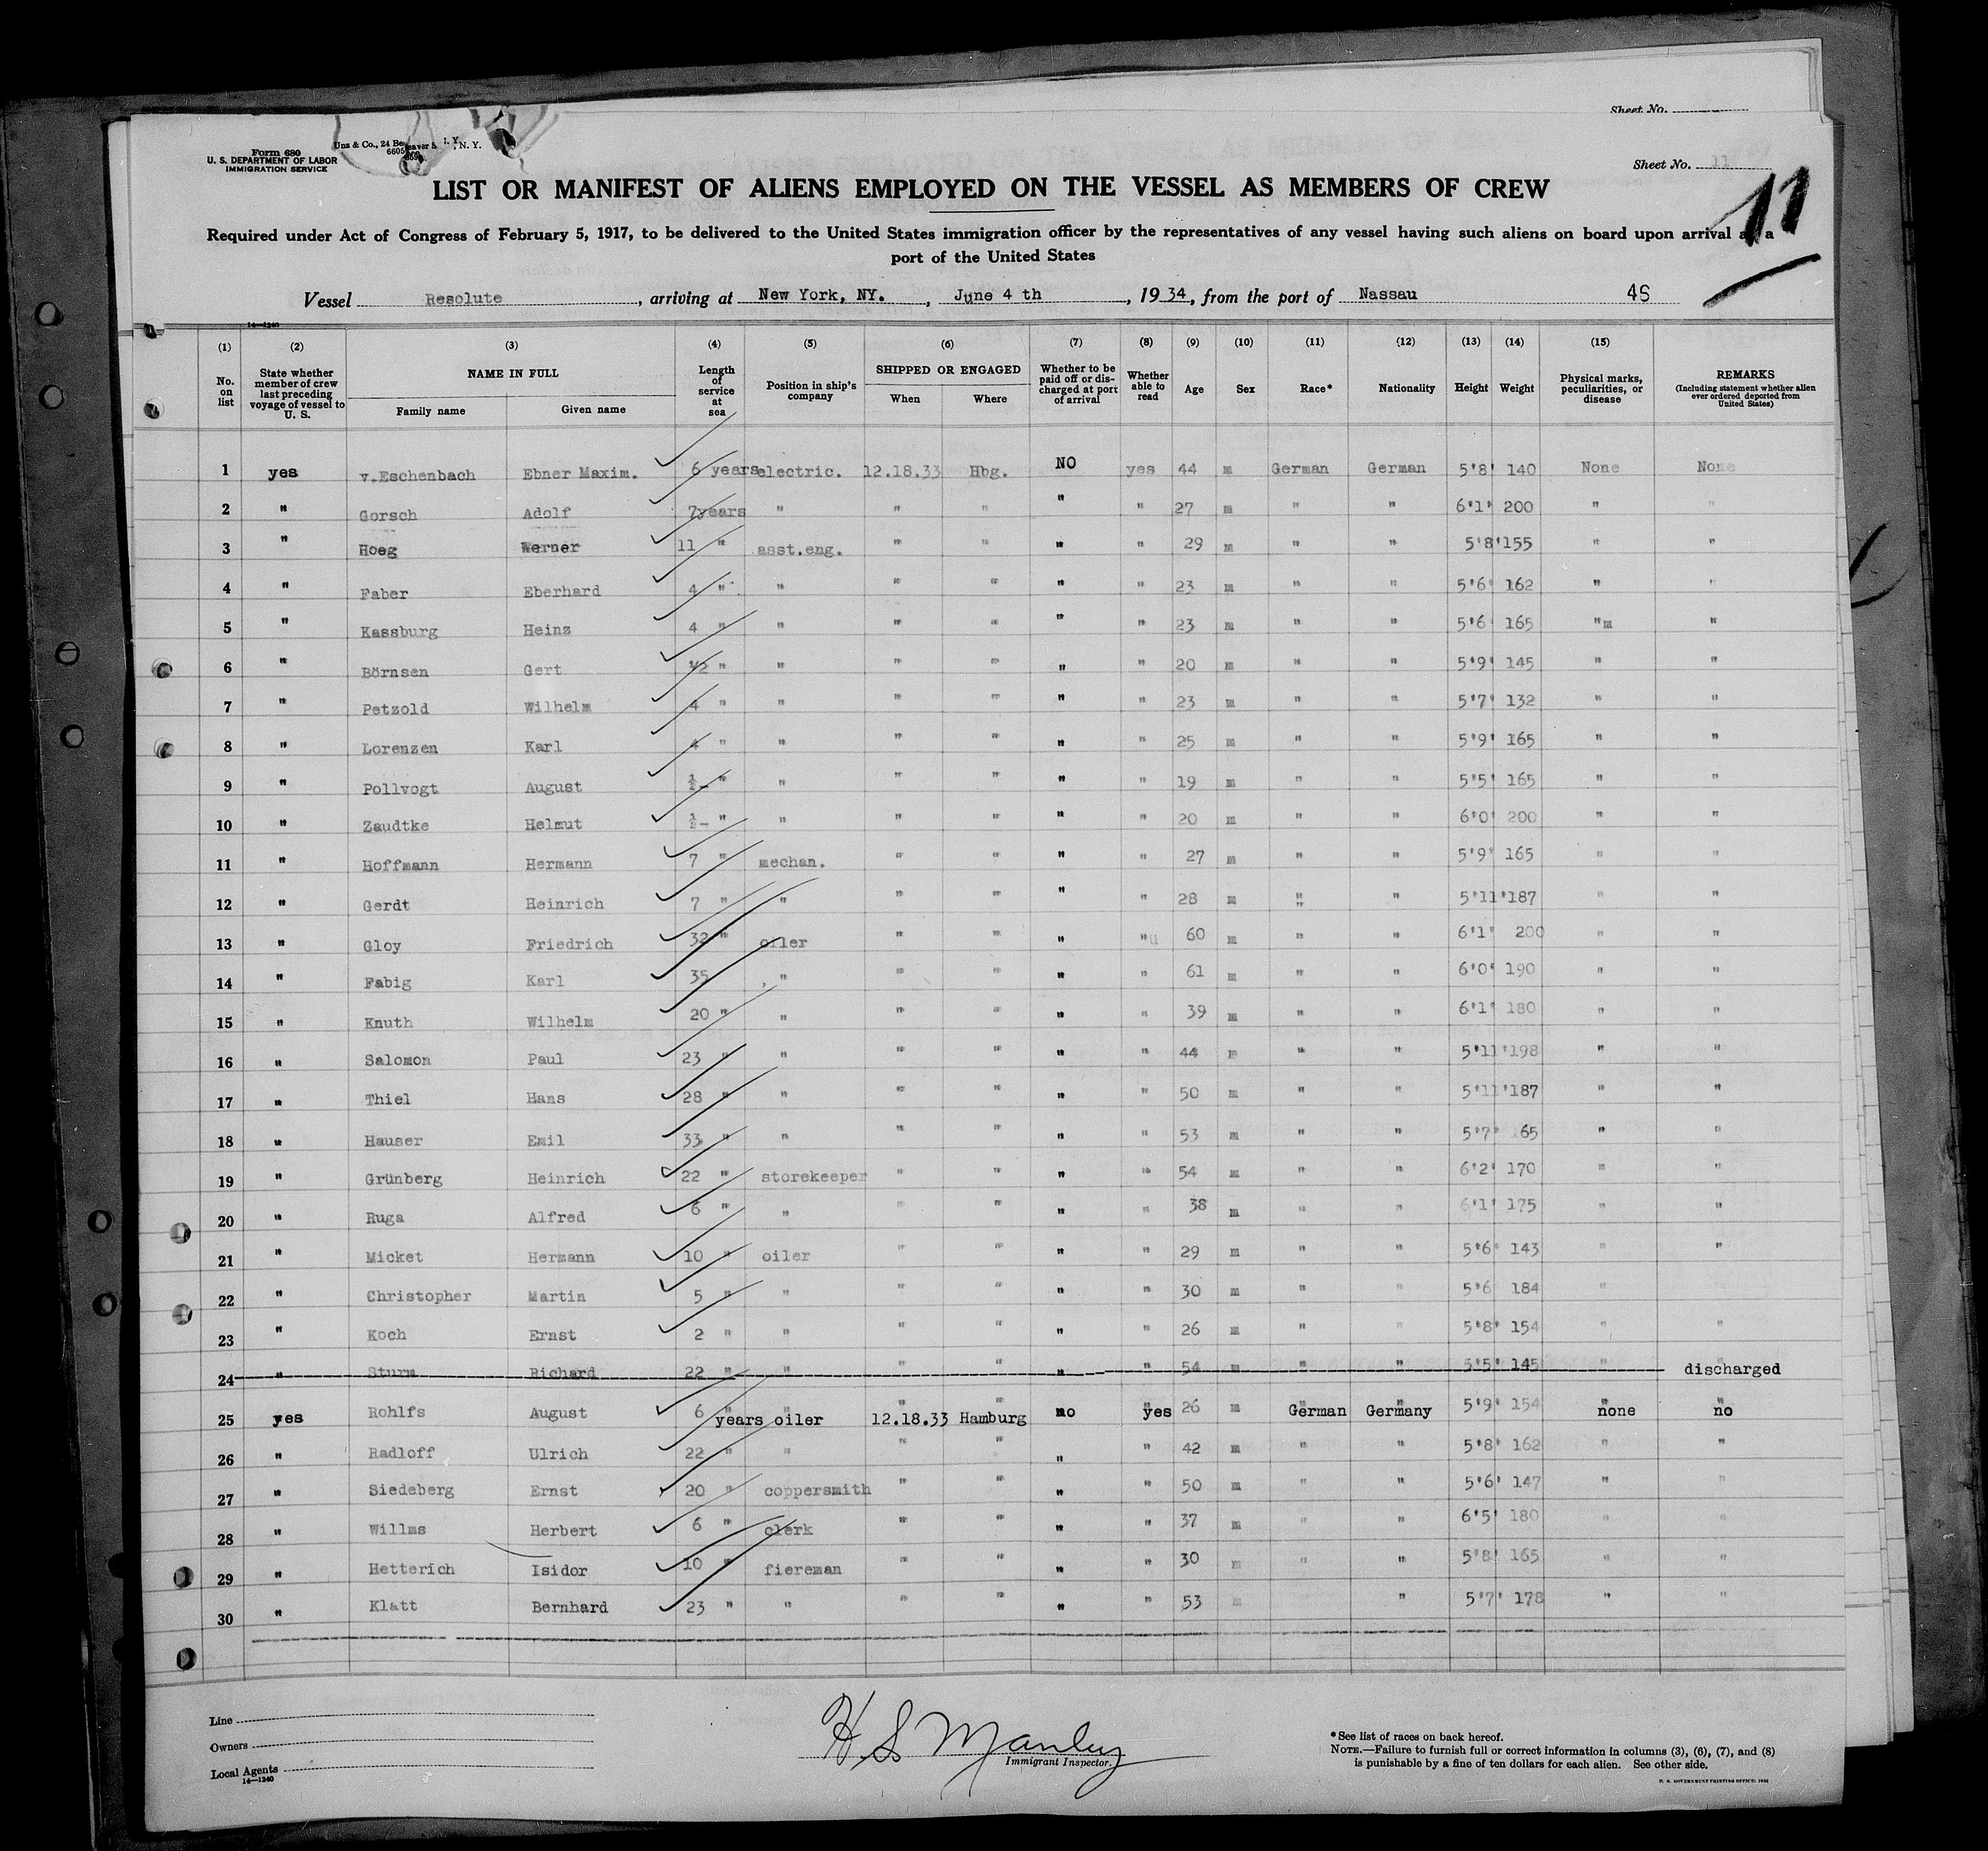 Sheet No.
Form 680
U. S. DEPARTMENT OF LABOR
IMMIGRATION SERVICE
Unz & Co., 24 Beaver S N. Y.
Sheet No. 11
11
LIST OR MANIFEST OF ALIENS EMPLOYED ON THE VESSEL AS MEMBERS OF CREW
Required under Act of Congress of February 5, 1917, to be delivered to the United States immigration officer by the representatives of any vessel having such aliens on board upon arrival at a
port of the United States
Vessel Resolute, arriving at New York, NY., June 4 th, 1934, from the port of Nassau 4S
14—1240
(1) (2) (3) (4) (5) (6) (7) (8) (9) (10) (11) (12) (13) (14) (15)
No. on list | State whether member of crew last preceding voyage of vessel to U. S. | NAME IN FULL Family name Given name | Length of service at sea | Position in ship's company | SHIPPED OR ENGAGED When Where | Whether to be paid off or discharged at port of arrival | Whether able to read | Age | Sex | Race* | Nationality | Height | Weight | Physical marks, peculiarities, or disease | REMARKS (Including statement whether alien ever ordered deported from United States)
1 yes v.Eschenbach Ebner Maxim. 6 years electric. 12.18.33 Hbg. NO yes 44 m German German 5'8' 140 None None
2 " Gorsch Adolf 7years " " " " " 27 m " " 6'1' 200 " "
3 " Hoeg Werner 11 " asst.eng. " " " " 29 m " " 5'8'155 " "
4 " Faber Eberhard 4 " " " " " " 23 m " " 5'6' 162 " "
5 " Kassburg Heinz 4 " " " " " " 23 m " " 5'6 165 "m "
6 " Börnsen Gert 1/2 " " " " " " 20 m " " 5'9' 145 " "
7 " Petzold Wilhelm 4 " " " " " " 23 m " " 5'7' 132 " "
8 " Lorenzen Karl 4 " " " " " " 25 m " " 5'9' 165 " "
9 " Pollvogt August ½- " " " " " " 19 m " " 5'5' 165 " "
10 " Zaudtke Helmut ½- " " " " " " 20 m " " 6'0' 200 " "
11 " Hoffmann Hermann 7 " mechan. " " " " 27 m " " 5'9' 165 " "
12 " Gerdt Heinrich 7 " " " " " " 28 m " " 5'11'187 " "
13 " Gloy Friedrich 32 " oiler " " " " 60 m " " 6'1' 200 " "
14 " Fabig Karl 35 " " " " " 61 m " " 6'0' 190 " "
15 " Knuth Wilhelm 20 " " " " " " 39 m " " 6'1' 180 " "
16 " Salomon Paul 23 " " " " " " 44 m " " 5'11'198 " "
17 " Thiel Hans 28 " " " " " " 50 m " " 5'11'187 " "
18 " Hauser Emil 33 " " " " " " 53 m " " 5'7' 165 " "
19 " Grünberg Heinrich 22 " storekeeper " " " " 54 m " " 6'2' 170 " "
20 " Ruga Alfred 6 " " " " " " 38 m " " 6'1' 175 " "
21 " Micket Hermann 10 " oiler " " " " 29 m " " 5'6' 143 " "
22 " Christopher Martin 5 " " " " " " 30 m " " 5'6 184 " "
23 " Koch Ernst 2 " " " " " " 26 m " " 5'8' 154 " "
24 " Sturm Richard 22 " " " " " " 54 m " " 5'5' 145 " discharged
25 yes Rohlfs August 6 years oiler 12.18.33 Hamburg no yes 26 m German Germany 5'9' 154 none no
26 " Radloff Ulrich 22 " " " " " " 42 m " " 5'8' 162 " "
27 " Siedeberg Ernst 20 " coppersmith " " " " 50 m " " 5'6' 147 " "
28 " Willms Herbert 6 " clerk " " " " 37 m " " 6'5' 180 " "
29 " Hetterich Isidor 10 " fiereman " " " " 30 m " " 5'8' 165 " "
30 " Klatt Bernhard 23 " " " " " " 53 m " 5'7' 178 " "
Line
Owners
Local Agents
14—1240
H S Manley
Immigrant Inspector.
*See list of races on back hereof.
NOTE.—Failure to furnish full or correct information in columns (3), (6), (7), and (8)
is punishable by a fine of ten dollars for each alien. See other side.